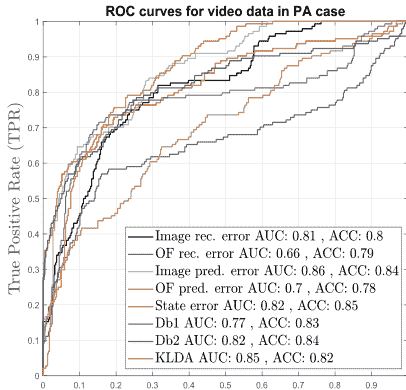 ROC curves for video data in PA case
True Positive Rate (TPR)
1
0.9
0.8
0.7
0.6
0.5
0.4
0.3
0.2
0.1
0
Image rec. error AUC: 0.81 , ACC: 0.8
OF rec. error AUC: 0.66 , ACC: 0.79
Image pred. error AUC: 0.86 , ACC: 0.84
OF pred. error AUC: 0.7 , ACC: 0.78
State error AUC: 0.82 , ACC: 0.85
Db1 AUC: 0.77 , ACC: 0.83
Db2 AUC: 0.82 , ACC: 0.84
KLDA AUC: 0.85 , ACC: 0.82
0 0.1 0.2 0.3 0.4 0.5 0.6 0.7 0.8 0.9